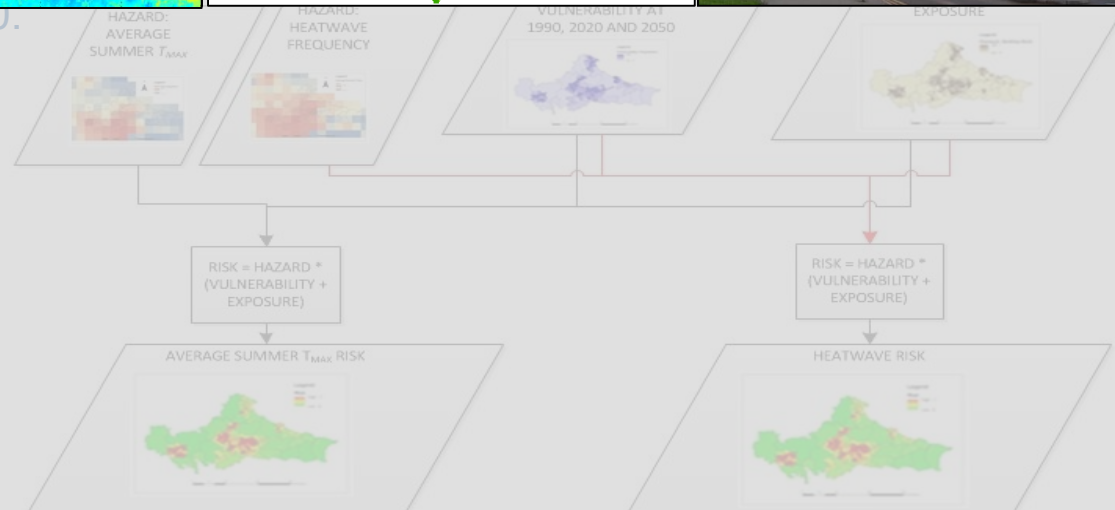 HAZARD:
AVERAGE
SUMMER TMAX
HAZARD:
HEATWAVE
FREQUENCY
VULNERABILITY AT
1990, 2020 AND 2050
EXPOSURE
RISK = HAZARD *
(VULNERABILITY +
EXPOSURE)
RISK = HAZARD *
(VULNERABILITY +
EXPOSURE)
AVERAGE SUMMER TMAX RISK
HEATWAVE RISK